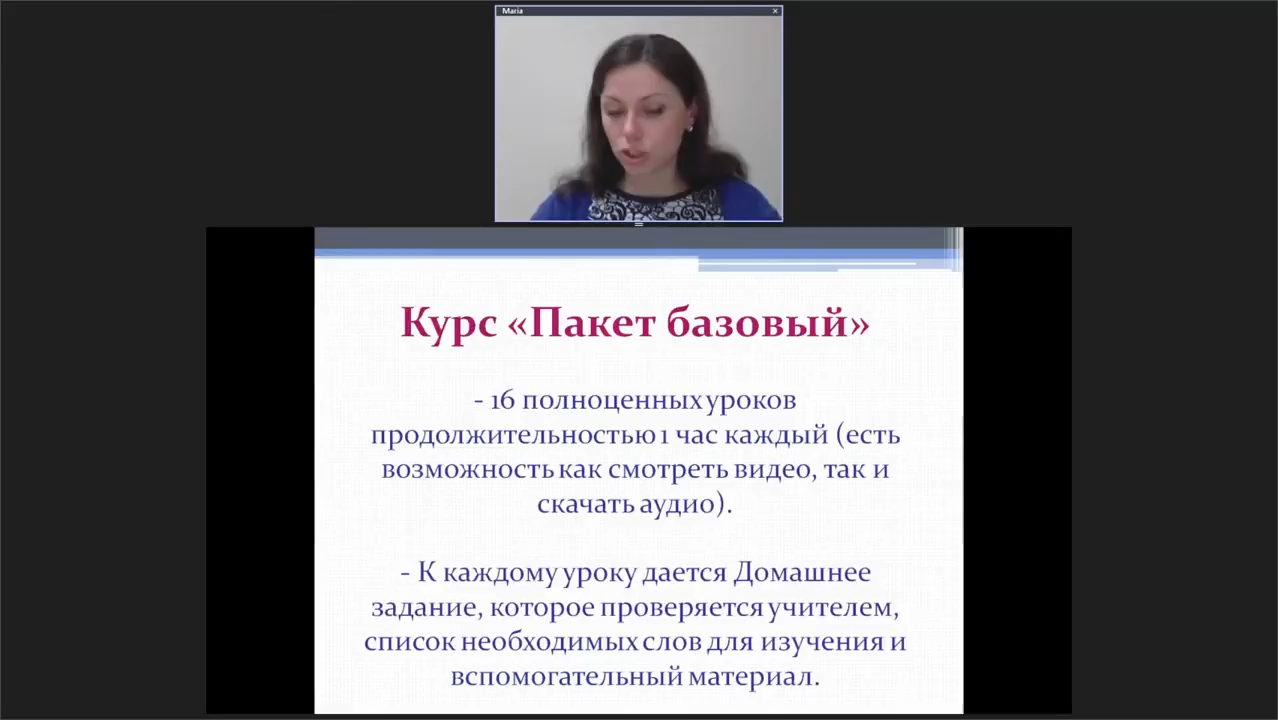 Maria
Курс «Пакет базовый»
- 16 полноценных уроков
продолжительностью 1 час каждый (есть
возможность как смотреть видео, так и
скачать аудио).
- К каждому уроку дается Домашнее
задание, которое проверяется учителем,
список необходимых слов для изучения и
вспомогательный материал.